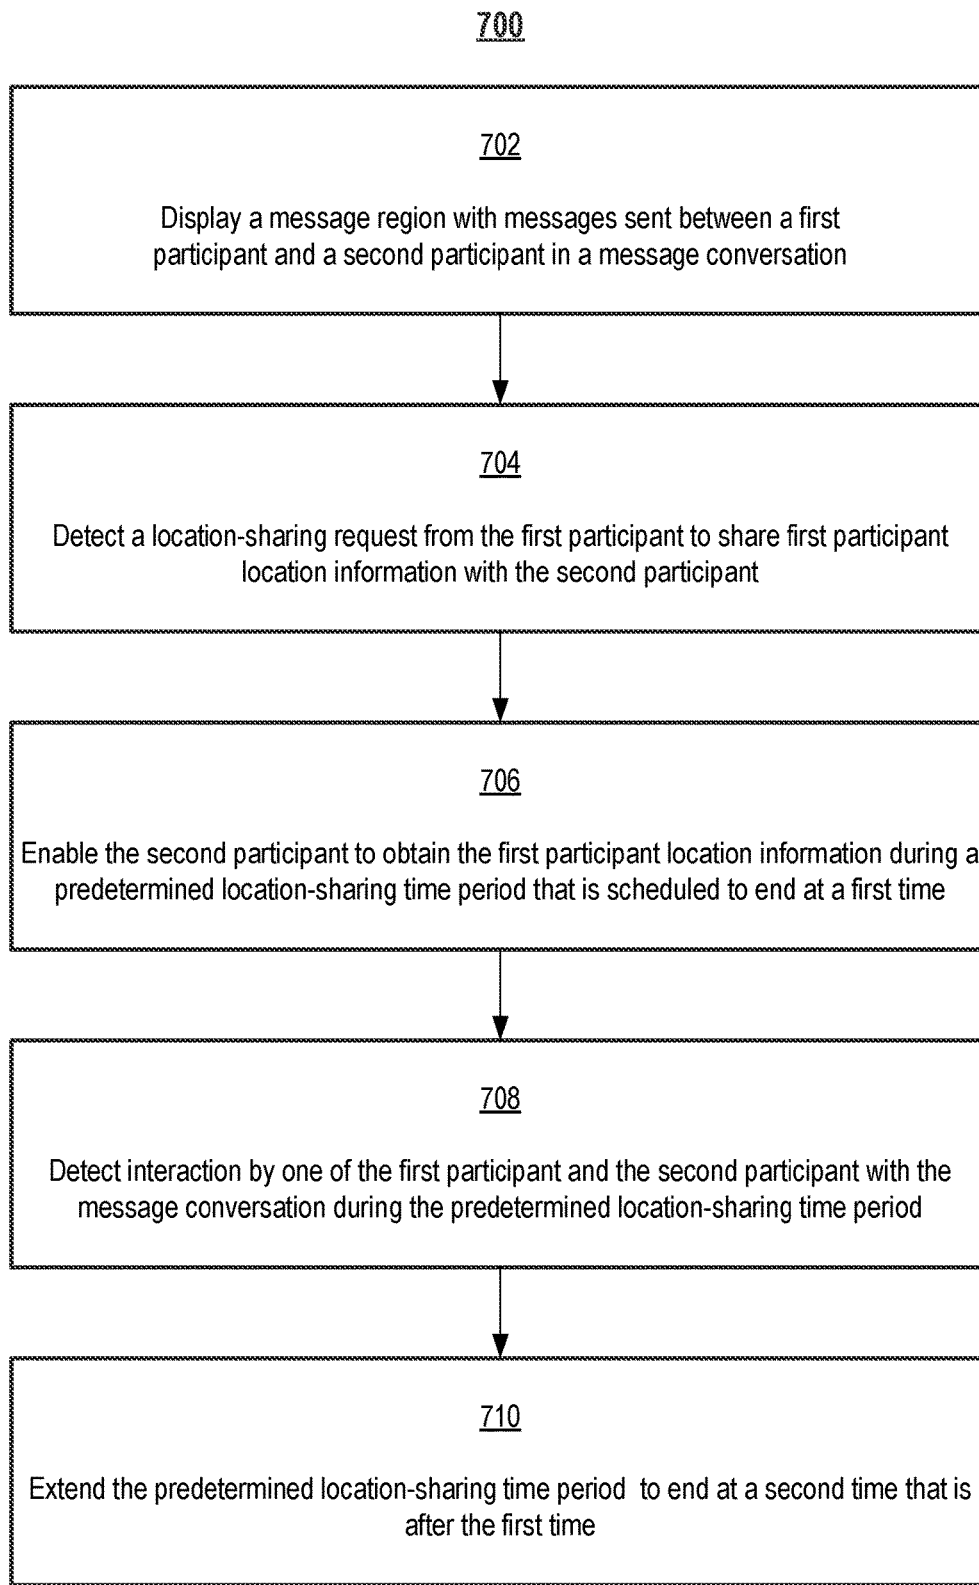 700
702
Display a message region with messages sent between a first
participant and a second participant in a message conversation
704
Detect a location-sharing request from the first participant to share first participant
location information with the second participant
706
Enable the second participant to obtain the first participant location information during a
predetermined location-sharing time period that is scheduled to end at a first time
708
Detect interaction by one of the first participant and the second participant with the
message conversation during the predetermined location-sharing time period
710
Extend the predetermined location-sharing time period to end at a second time that is
after the first time